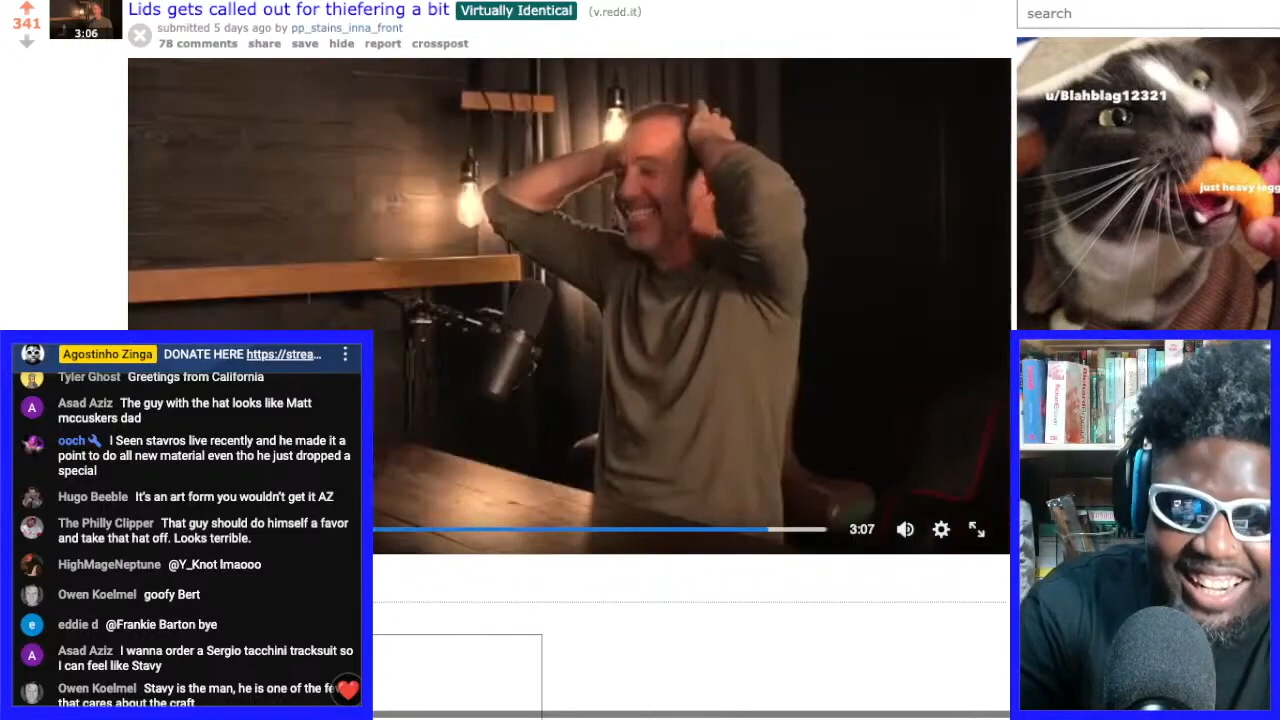 341
3:06
Lids gets called out for thiefering a bit Virtually Identical (v.redd.it)
submitted 5 days ago by pp_stains_inna_front
78 comments share save hide report crosspost
search
u/Blahblag12321
just heavy legg
3:07
Agostinho Zinga DONATE HERE https://strea...
Tyler Ghost Greetings from California
Asad Aziz The guy with the hat looks like Matt
mccuskers dad
ooch I Seen stavros live recently and he made it a
point to do all new material even tho he just dropped a
special
Hugo Beeble It's an art form you wouldn't get it AZ
The Philly Clipper That guy should do himself a favor
and take that hat off. Looks terrible.
HighMageNeptune @Y_Knot lmaooo
Owen Koelmel goofy Bert
eddie d @Frankie Barton bye
Asad Aziz I wanna order a Sergio tacchini tracksuit so
I can feel like Stavy
Owen Koelmel Stavy is the man, he is one of the fe
that cares about the craft